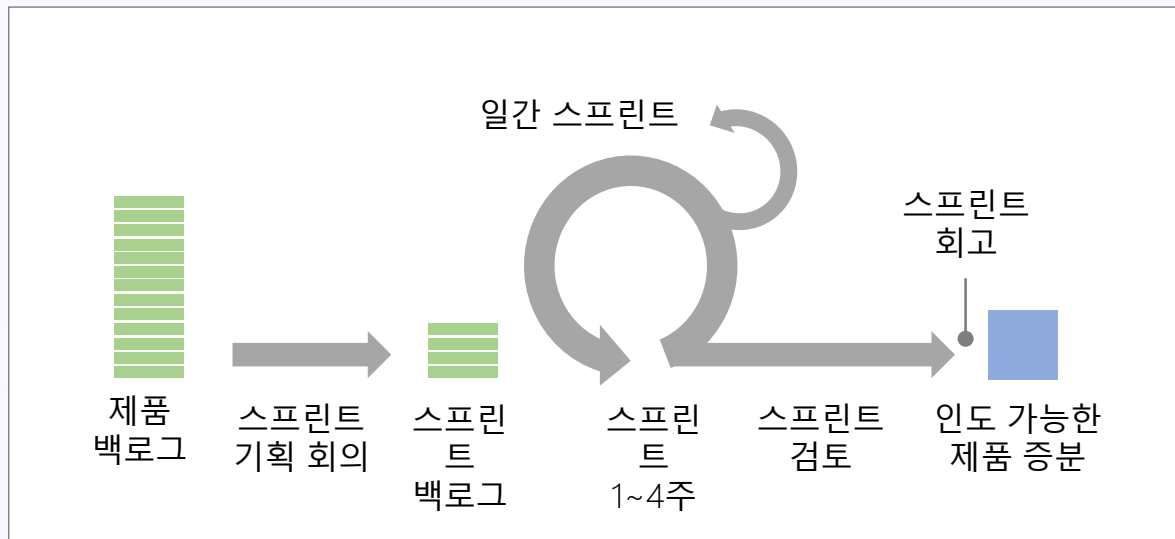 일간 스프린트
스프린트
회고
제품
백로그
스프린트
기획 회의
스프린
트
백로그
스프린
트
1~4주
스프린트
검토
인도 가능한
제품 증분